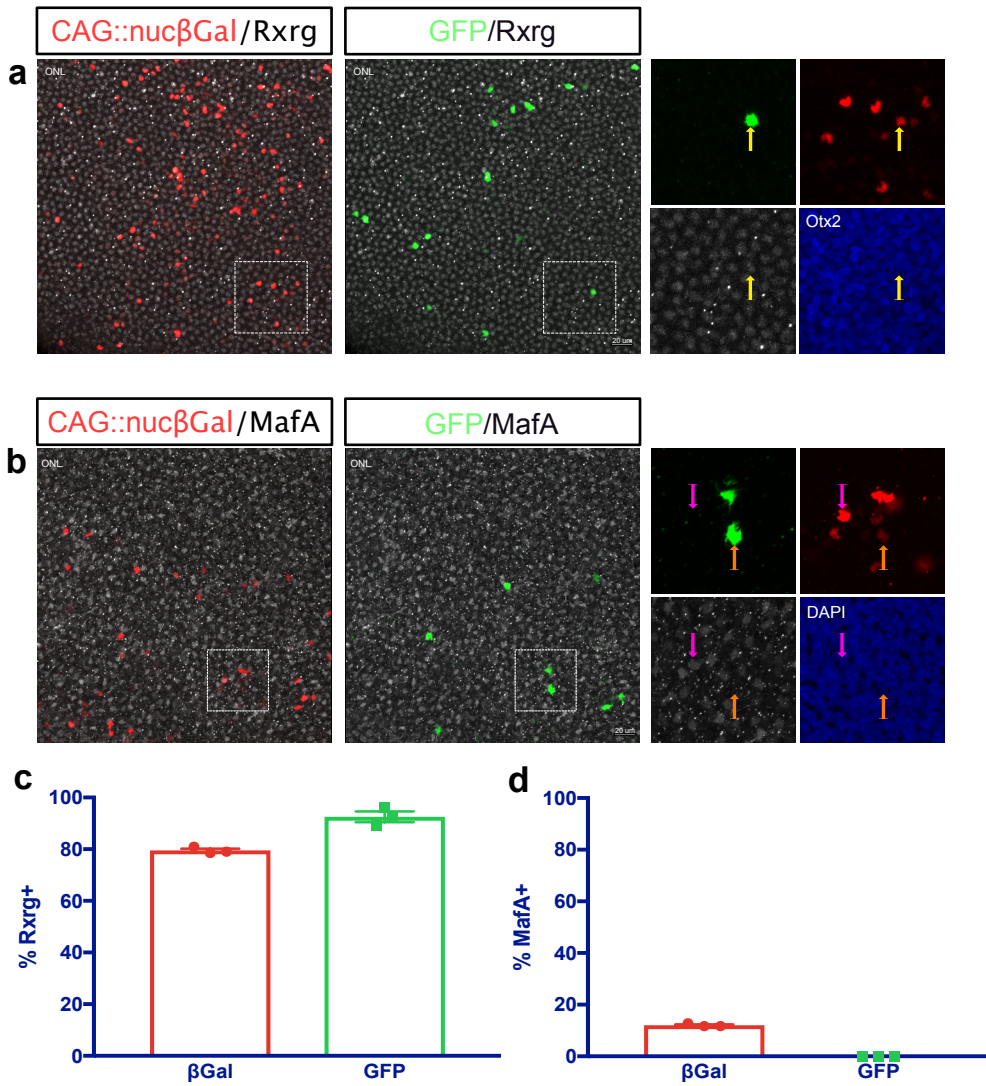 CAG::nucβGal/Rxrg
GFP/Rxrg
a
ONL
ONL
20 um
Otx2
CAG::nucβGal/MafA
GFP/MafA
b
ONL
ONL
20 um
DAPI
c
% Rxrg+
100
80
60
40
20
0
βGal
GFP
d
% MafA+
100
80
60
40
20
0
βGal
GFP